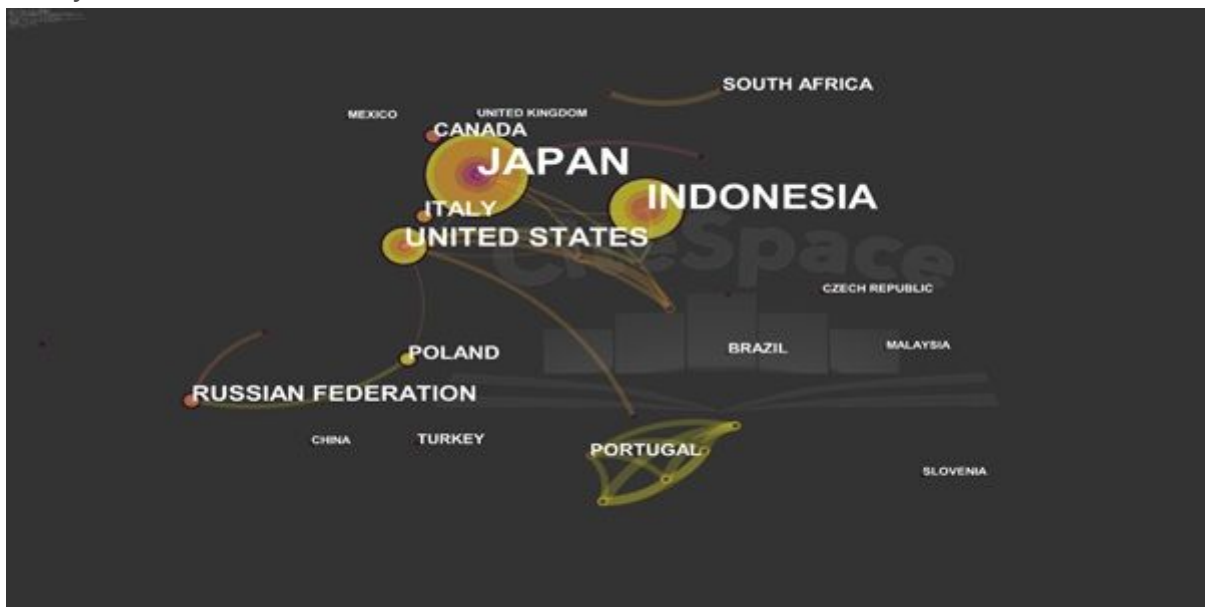 SOUTH AFRICA
MEXICO
UNITED KINGDOM
CANADA
JAPAN
INDONESIA
ITALY
UNITED STATES
CiteSpace
CZECH REPUBLIC
BRAZIL
MALAYSIA
POLAND
RUSSIAN FEDERATION
CHINA
TURKEY
PORTUGAL
SLOVENIA